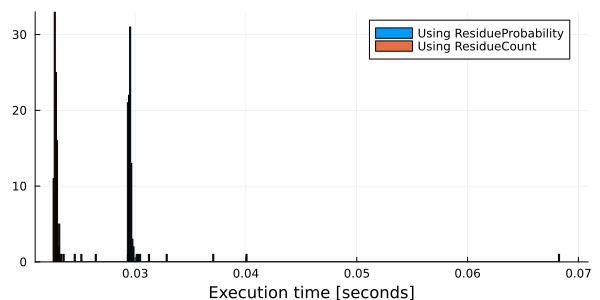 30
20
10
0
Using ResidueProbability
Using ResidueCount
0.03 0.04 0.05 0.06 0.07
Execution time [seconds]